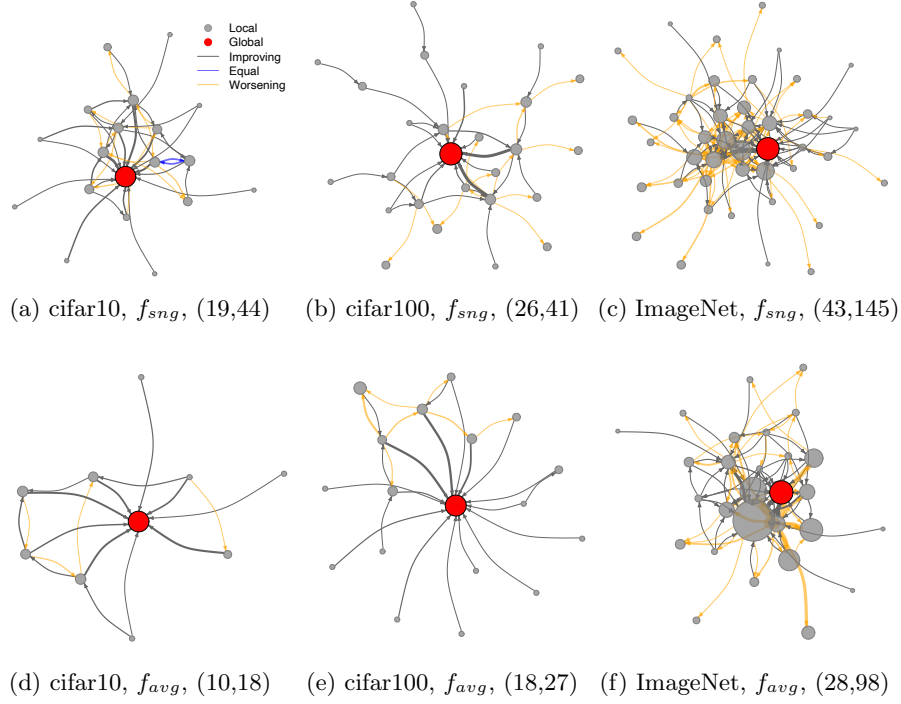 Local
Global
Improving
Equal
Worsening
(a) cifar10, f_sng, (19,44)
(b) cifar100, f_sng, (26,41)
(c) ImageNet, f_sng, (43,145)
(d) cifar10, f_avg, (10,18)
(e) cifar100, f_avg, (18,27)
(f) ImageNet, f_avg, (28,98)